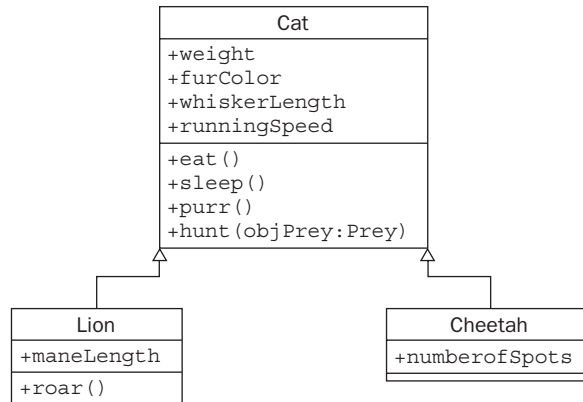 Cat
+weight
+furColor
+whiskerLength
+runningSpeed
+eat()
+sleep()
+purr()
+hunt(objPrey:Prey)
Lion
+maneLength
+roar()
Cheetah
+numberofSpots